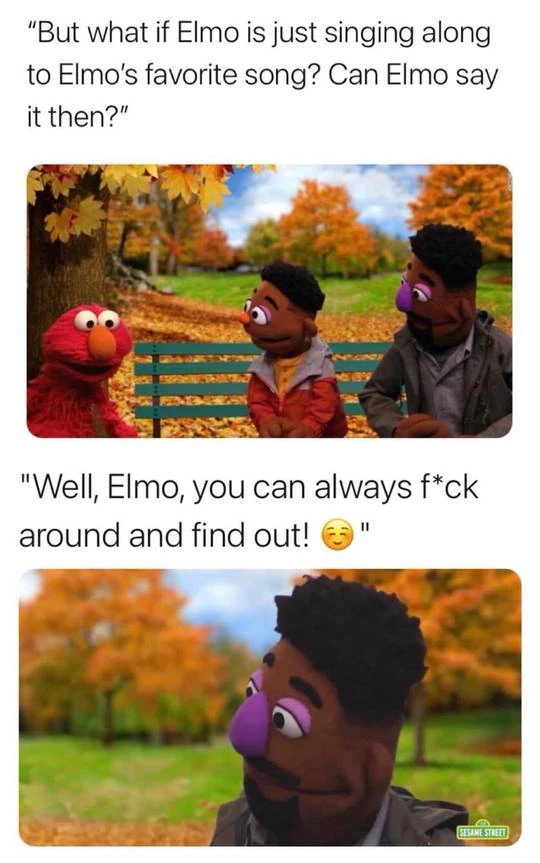 “But what if Elmo is just singing along
to Elmo’s favorite song? Can Elmo say
it then?”
"Well, Elmo, you can always f*ck
around and find out! ☺️"
SESAME STREET